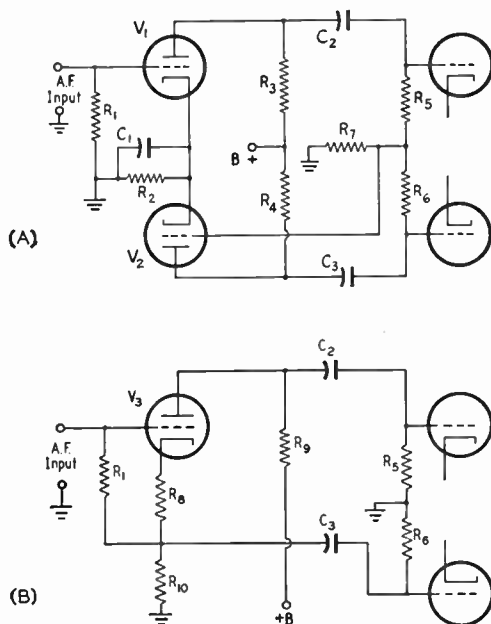 V1
C2
A.F.
Input
R1
C1
R2
R3
B +
R7
R5
R4
R6
(A)
V2
C3
V3
C2
A.F.
Input
R1
R8
R9
R5
C3
R6
R10
(B)
+B